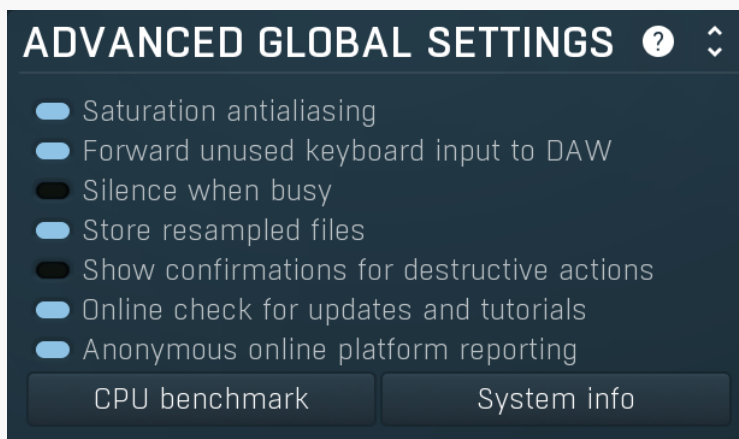 ADVANCED GLOBAL SETTINGS ?
Saturation antialiasing
Forward unused keyboard input to DAW
Silence when busy
Store resampled files
Show confirmations for destructive actions
Online check for updates and tutorials
Anonymous online platform reporting
CPU benchmark System info